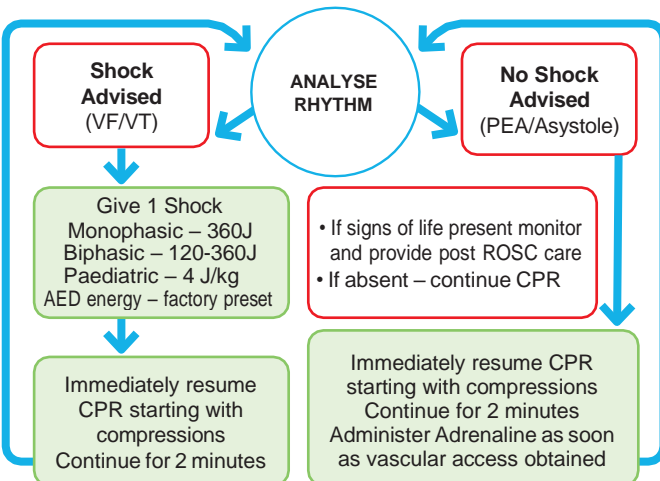 ANALYSE
RHYTHM
Shock
Advised
(VF/VT)
Give 1 Shock
Monophasic – 360J
Biphasic – 120-360J
Paediatric – 4 J/kg
AED energy – factory preset
Immediately resume
CPR starting with
compressions
Continue for 2 minutes
No Shock
Advised
(PEA/Asystole)
• If signs of life present monitor
and provide post ROSC care
• If absent – continue CPR
Immediately resume CPR
starting with compressions
Continue for 2 minutes
Administer Adrenaline as soon
as vascular access obtained